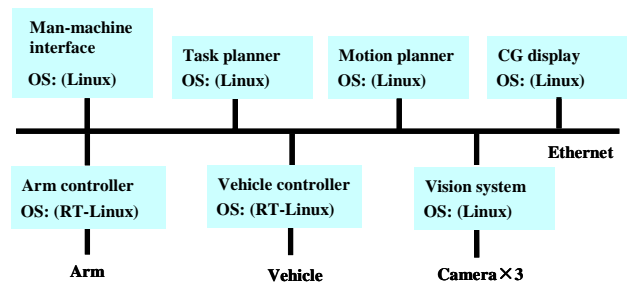 Man-machine
interface
OS: (Linux)
Task planner
OS: (Linux)
Motion planner
OS: (Linux)
CG display
OS: (Linux)
Ethernet
Arm controller
OS: (RT-Linux)
Vehicle controller
OS: (RT-Linux)
Vision system
OS: (Linux)
Arm
Vehicle
Camera×3